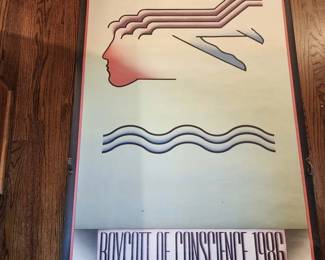 BOYCOTT OF CONSCIENCE 1986